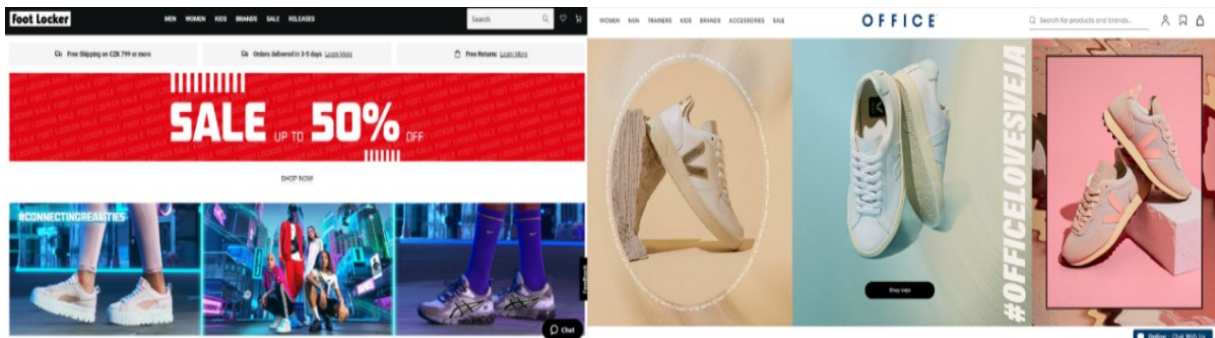 Foot Locker
MEN WOMEN KIDS BRANDS SALE RELEASES
Search
Free Shipping on CZK 799 or more
Orders delivered in 3-5 days Learn More
Free Returns Learn More
SALE UP TO 50% OFF
SHOP NOW
#CONNECTINGREALITIES
Feedback
Chat
WOMEN MEN TRAINERS KIDS BRANDS ACCESSORIES SALE
OFFICE
Search for products and brands...
#OFFICELOVESVEJA
Shop Veja
Online - Chat With Us